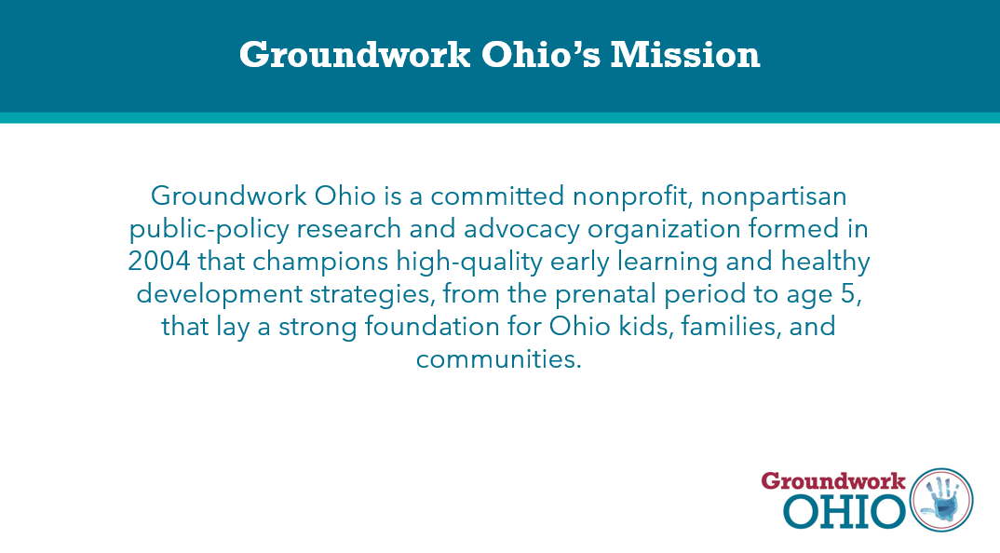 Groundwork Ohio’s Mission
Groundwork Ohio is a committed nonprofit, nonpartisan
public-policy research and advocacy organization formed in
2004 that champions high-quality early learning and healthy
development strategies, from the prenatal period to age 5,
that lay a strong foundation for Ohio kids, families, and
communities.
Groundwork
OHIO